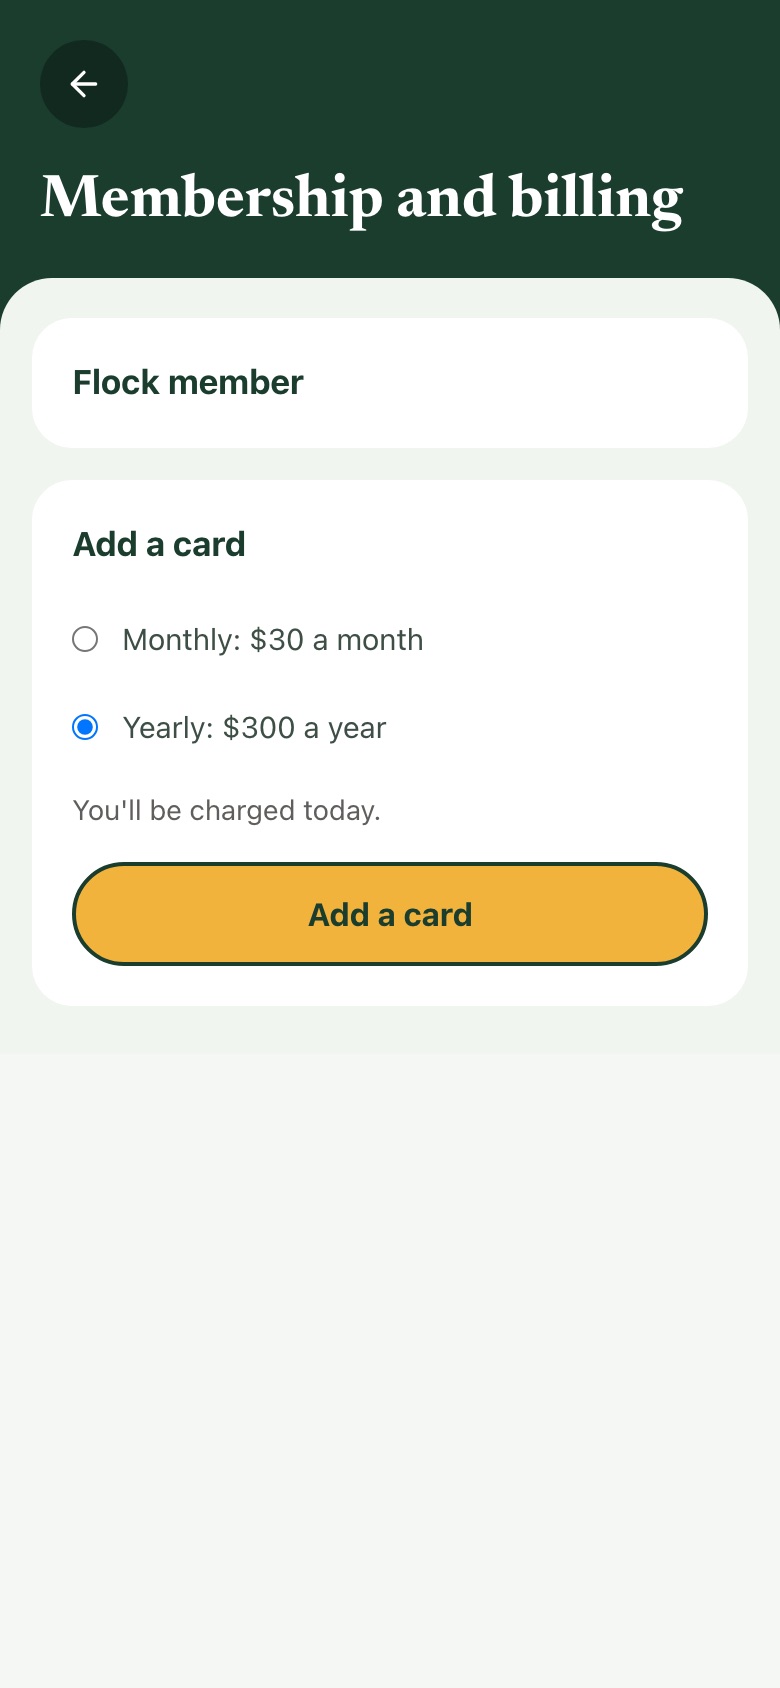 Membership and billing
Flock member
Add a card
Monthly: $30 a month
Yearly: $300 a year
You'll be charged today.
Add a card